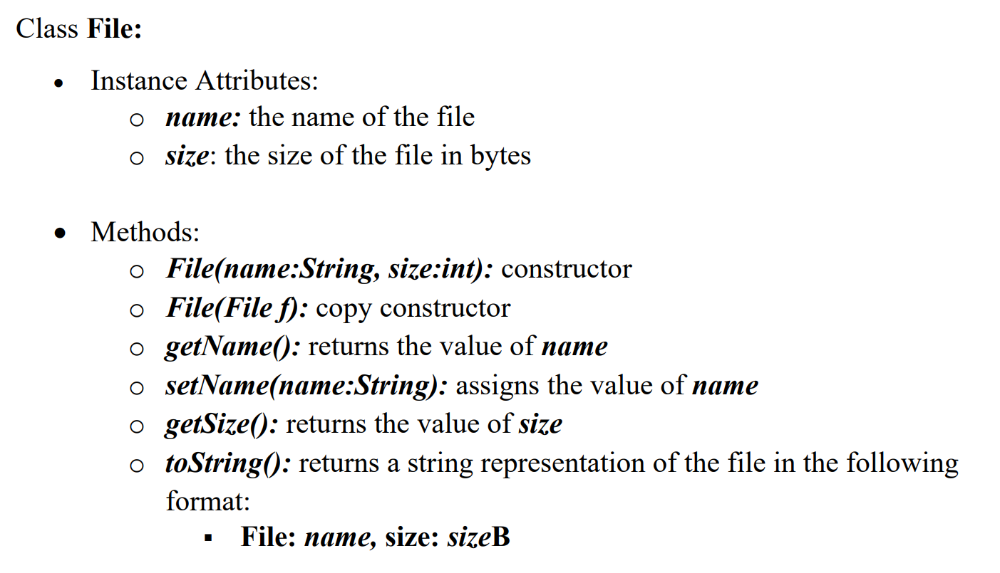 Class File:
• Instance Attributes:
o name: the name of the file
o size: the size of the file in bytes
• Methods:
o File(name:String, size:int): constructor
o File(File f): copy constructor
o getName(): returns the value of name
o setName(name:String): assigns the value of name
o getSize(): returns the value of size
o toString(): returns a string representation of the file in the following
format:
▪ File: name, size: sizeB